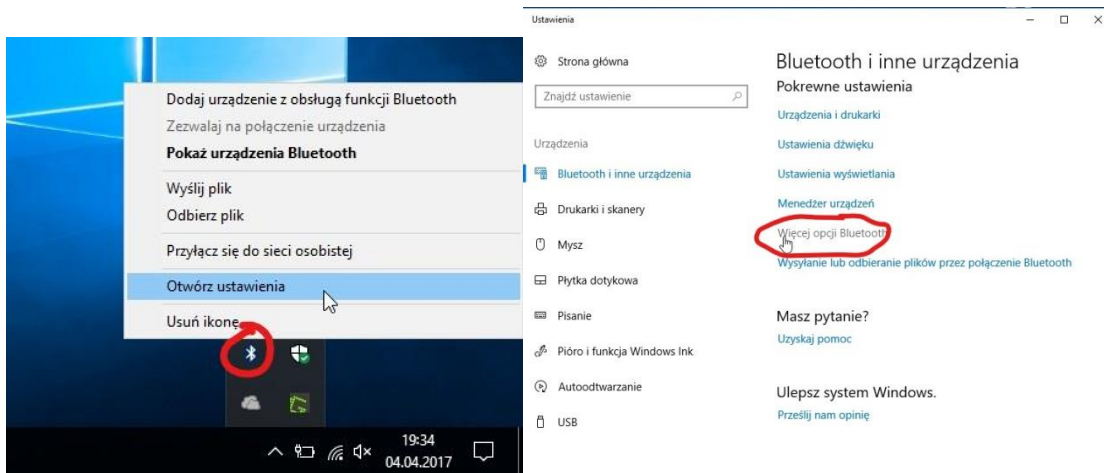 Dodaj urządzenie z obsługą funkcji Bluetooth
Zezwalaj na połączenie urządzenia
Pokaż urządzenia Bluetooth
Wyślij plik
Odbierz plik
Przyłącz się do sieci osobistej
Otwórz ustawienia
Usuń ikonę
19:34
04.04.2017
Ustawienia
Strona główna
Znajdź ustawienie
Urządzenia
Bluetooth i inne urządzenia
Drukarki i skanery
Mysz
Płytka dotykowa
Pisanie
Pióro i funkcja Windows Ink
Autoodtwarzanie
USB
Bluetooth i inne urządzenia
Pokrewne ustawienia
Urządzenia i drukarki
Ustawienia dźwięku
Ustawienia wyświetlania
Menedżer urządzeń
Więcej opcji Bluetooth
Wysyłanie lub odbieranie plików przez połączenie Bluetooth
Masz pytanie?
Uzyskaj pomoc
Ulepsz system Windows.
Prześlij nam opinię